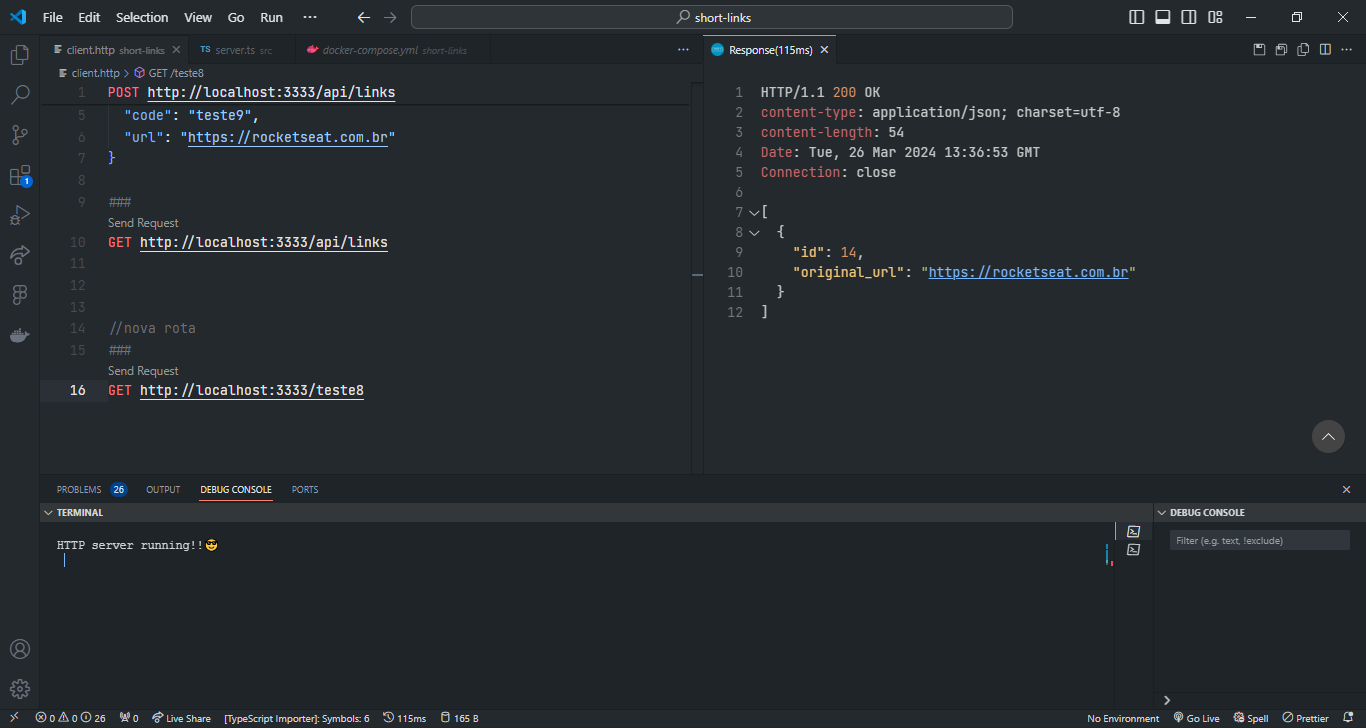 File Edit Selection View Go Run ···
short-links
client.http short-links
TS server.ts src
docker-compose.yml short-links
Response(115ms)
client.http > GET /teste8
1 POST http://localhost:3333/api/links
5 "code": "teste9",
6 "url": "https://rocketseat.com.br"
7 }
8
9 ###
Send Request
10 GET http://localhost:3333/api/links
11
12
13
14 //nova rota
15 ###
Send Request
16 GET http://localhost:3333/teste8
1 HTTP/1.1 200 OK
2 content-type: application/json; charset=utf-8
3 content-length: 54
4 Date: Tue, 26 Mar 2024 13:36:53 GMT
5 Connection: close
6
7 [
8 {
9 "id": 14,
10 "original_url": "https://rocketseat.com.br"
11 }
12 ]
1
PROBLEMS 26 OUTPUT DEBUG CONSOLE PORTS
TERMINAL
HTTP server running!!😎
DEBUG CONSOLE
Filter (e.g. text, !exclude)
0 0 26 0 Live Share [TypeScript Importer]: Symbols: 6 115ms 165 B No Environment Go Live Spell Prettier